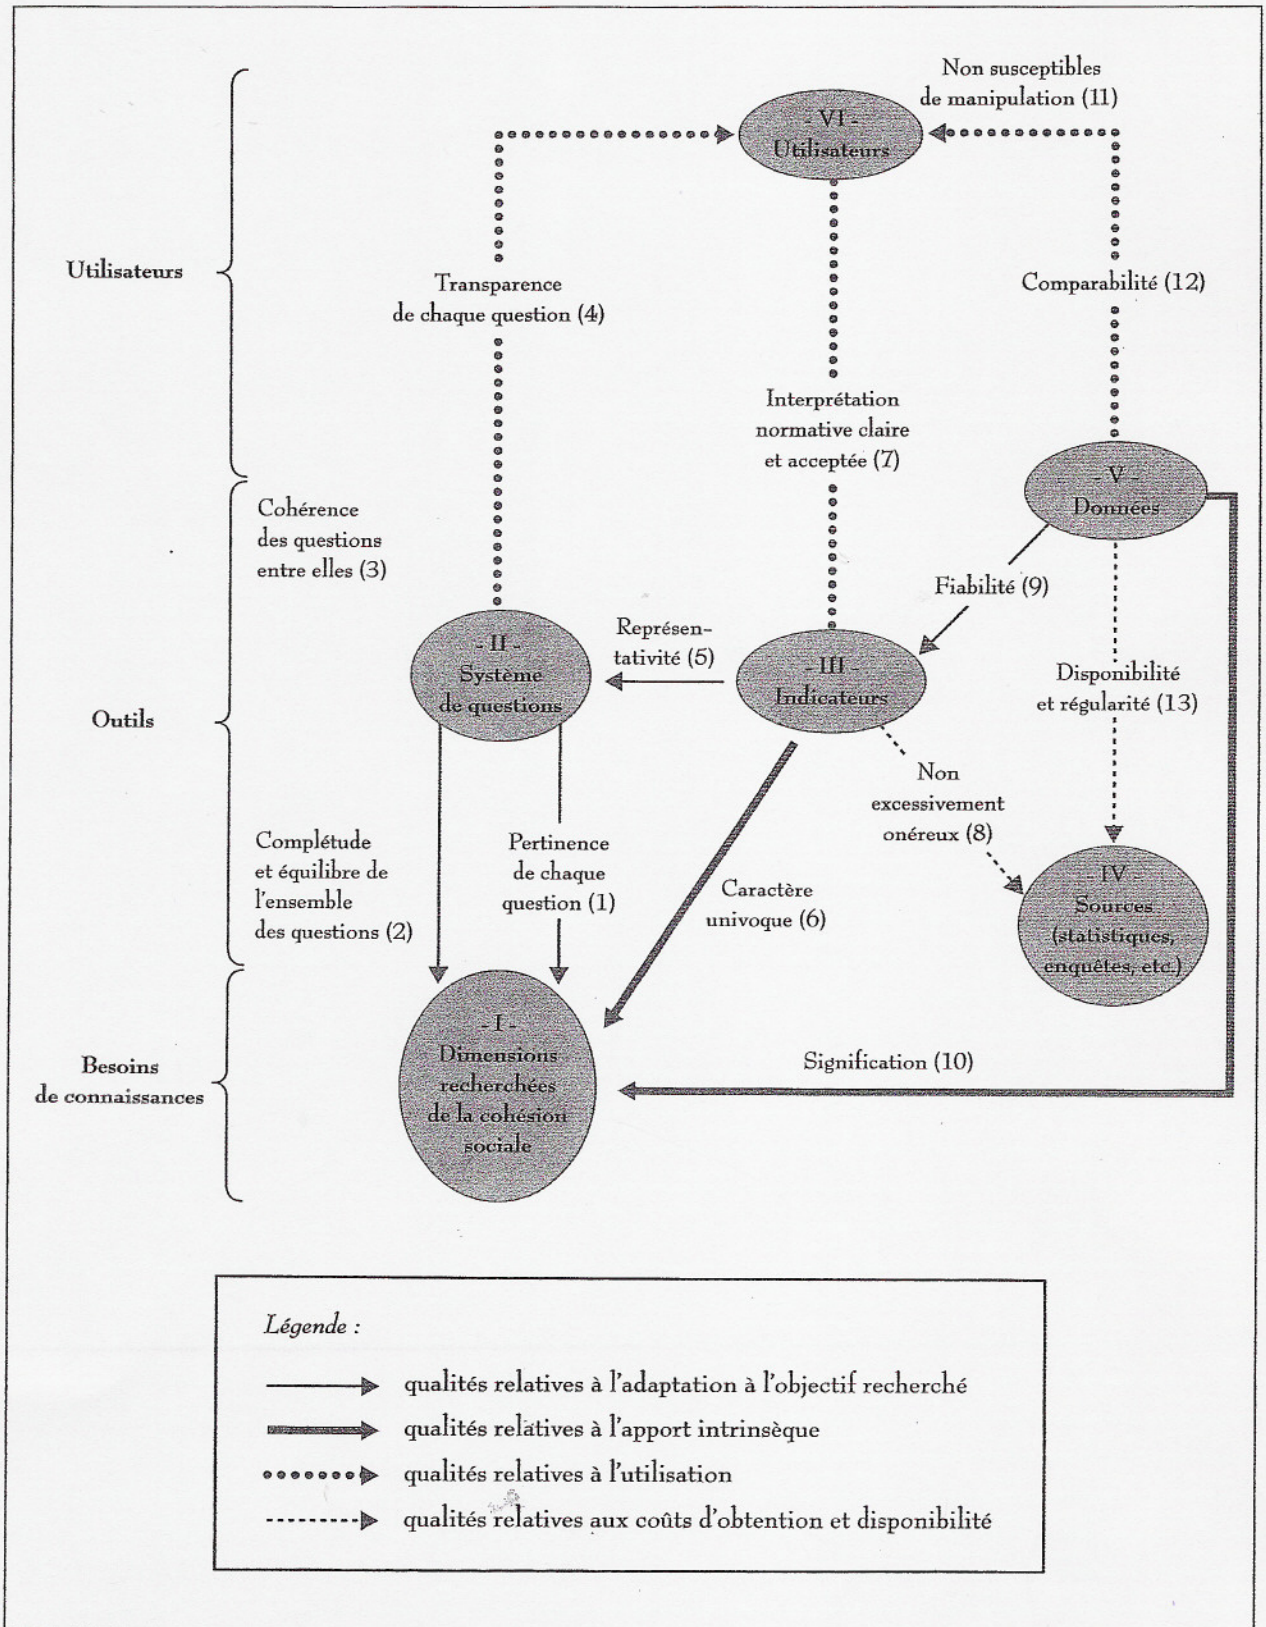 Non susceptibles
de manipulation (11)
- VI -
Utilisateurs
Utilisateurs
Transparence
de chaque question (4)
Comparabilité (12)
Interprétation
normative claire
et acceptée (7)
- V -
Données
Cohérence
des questions
entre elles (3)
Fiabilité (9)
- II -
Système
de questions
Représen-
tativité (5)
- III -
Indicateurs
Disponibilité
et régularité (13)
Outils
Non
excessivement
onéreux (8)
Complétude
et équilibre de
l'ensemble
des questions (2)
Pertinence
de chaque
question (1)
Caractère
univoque (6)
- IV -
Sources
(statistiques,
enquêtes, etc.)
- I -
Dimensions
recherchées
de la cohésion
sociale
Besoins
de connaissances
Signification (10)
Légende :
qualités relatives à l'adaptation à l'objectif recherché
qualités relatives à l'apport intrinsèque
qualités relatives à l'utilisation
qualités relatives aux coûts d'obtention et disponibilité